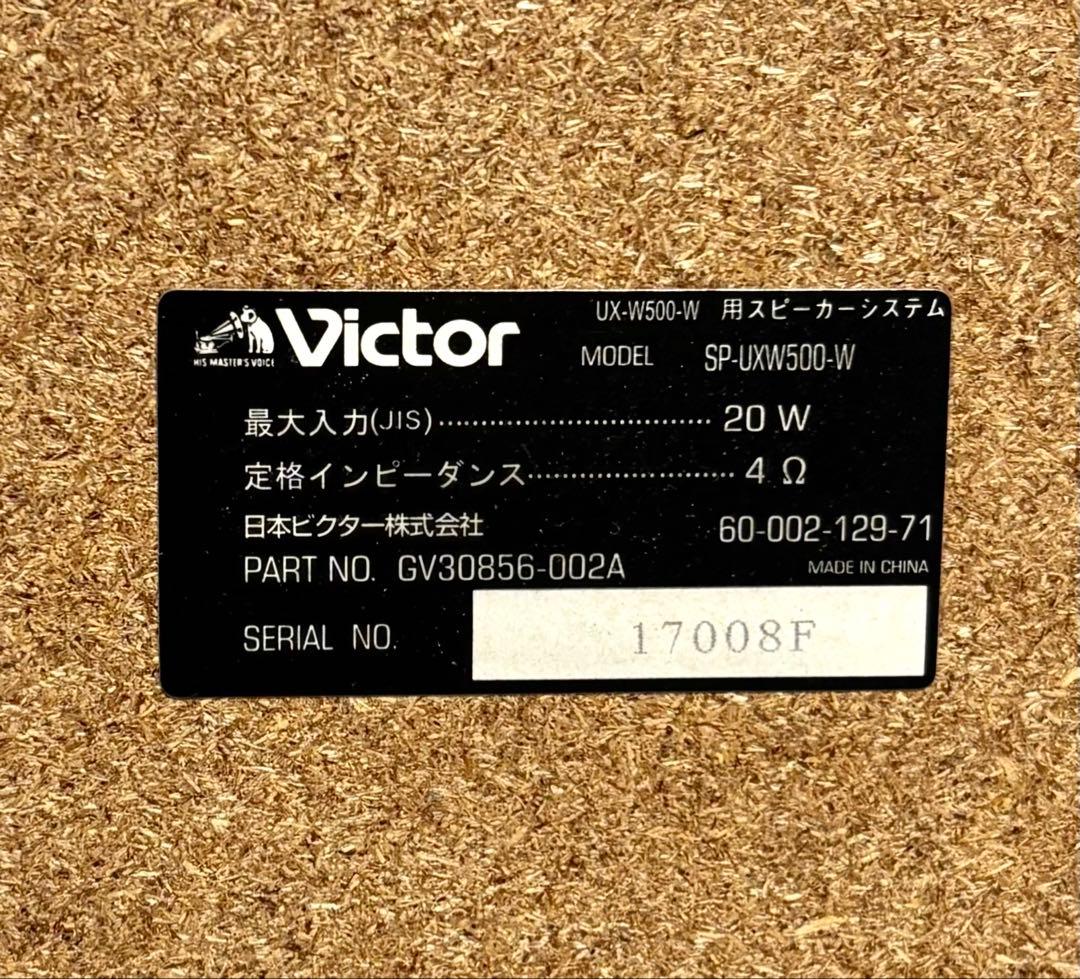 HIS MASTER'S VOICE
Victor
UX-W500-W 用スピーカーシステム
MODEL SP-UXW500-W
最大入力(JIS)................................ 20 W
定格インピーダンス........................ 4 Ω
日本ビクター株式会社 60-002-129-71
PART NO. GV30856-002A MADE IN CHINA
SERIAL NO. 17008F